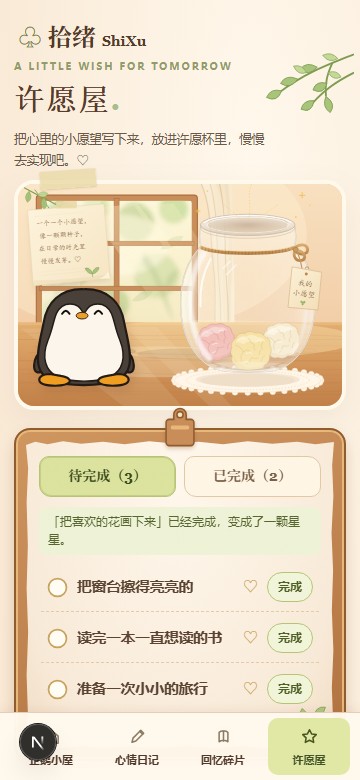 拾绪 ShiXu
A LITTLE WISH FOR TOMORROW
许愿屋
把心里的小愿望写下来，放进许愿杯里，慢慢
去实现吧。♡
一个一个小愿望，
像一颗颗种子，
在日常的时光里
慢慢发芽。♡
我的
小愿望
待完成（3）
已完成（2）
「把喜欢的花画下来」已经完成，变成了一颗星
星。
把窗台擦得亮亮的 ♡ 完成
读完一本一直想读的书 ♡ 完成
准备一次小小的旅行 ♡ 完成
N
小屋 心情日记 回忆碎片 许愿屋